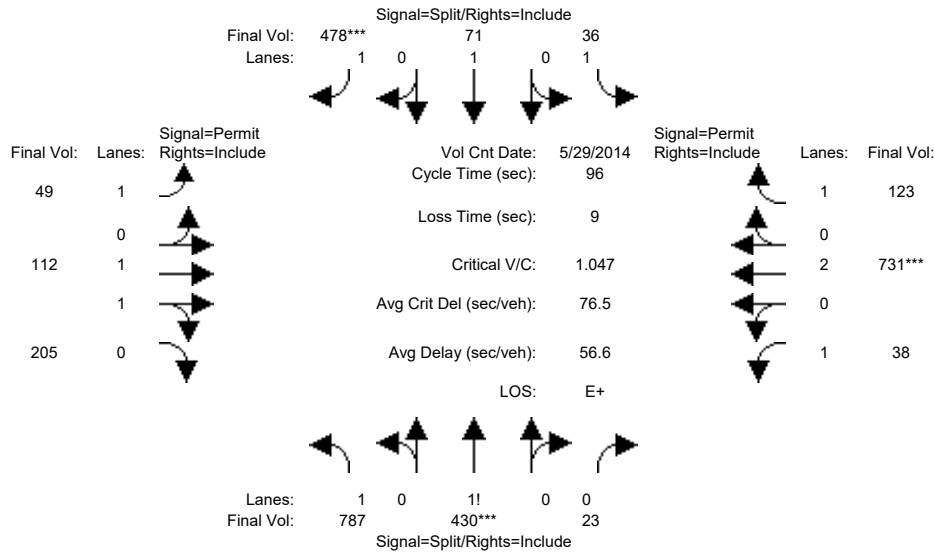 Signal=Split/Rights=Include
Final Vol: 478*** 71 36
Lanes: 1 0 1 0 1
Signal=Permit
Final Vol: Lanes: Rights=Include
Vol Cnt Date: 5/29/2014
Signal=Permit
Rights=Include Lanes: Final Vol:
Cycle Time (sec): 96
49 1
1 123
Loss Time (sec): 9
0
0
112 1
Critical V/C: 1.047
2 731***
1
Avg Crit Del (sec/veh): 76.5
0
205 0
Avg Delay (sec/veh): 56.6
1 38
LOS: E+
Lanes: 1 0 1! 0 0
Final Vol: 787 430*** 23
Signal=Split/Rights=Include